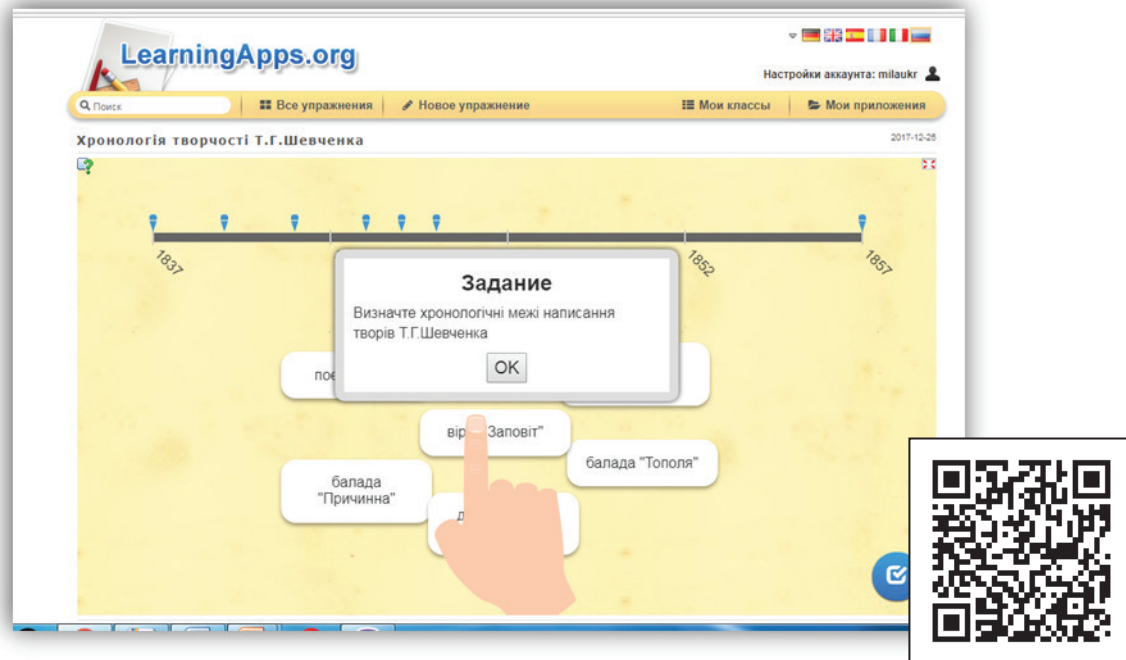 LearningApps.org
Настройки аккаунта: milaukr
Поиск
Все упражнения
Новое упражнение
Мои классы
Мои приложения
Хронологія творчості Т.Г.Шевченка
2017-12-26
1837
1852
1857
Задание
Визначте хронологічні межі написання
творів Т.Г.Шевченка
OK
Заповіт"
балада "Тополя"
балада
"Причинна"